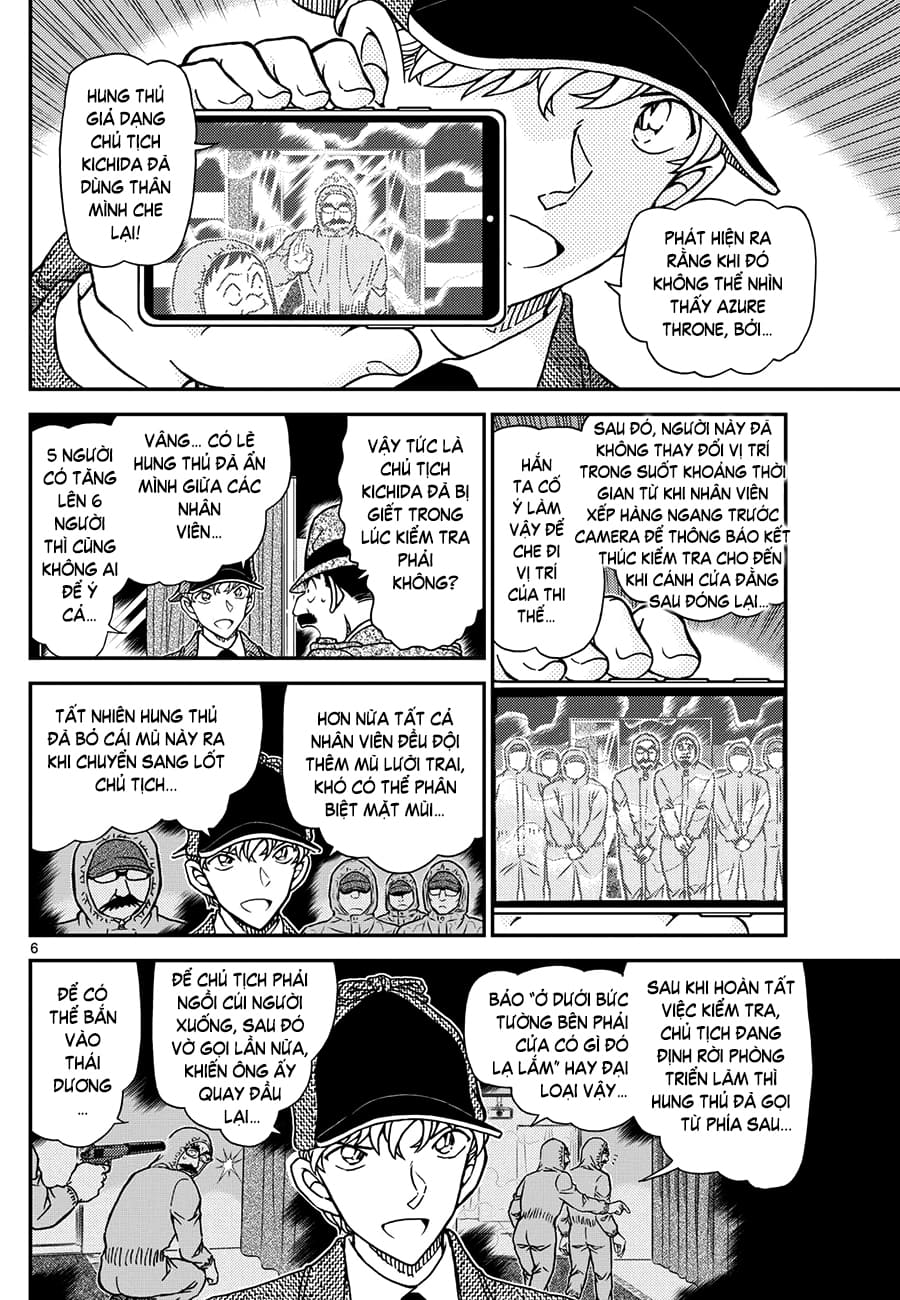 PHÁT HIỆN RA
RẰNG KHI ĐÓ
KHÔNG THỂ NHÌN
THẤY AZURE
THRONE, BỞI...
HUNG THỦ
GIẢ DẠNG
CHỦ TỊCH
KICHIDA ĐÃ
DÙNG THÂN
MÌNH CHE
LẠI!
SAU ĐÓ, NGƯỜI NÀY ĐÃ
KHÔNG THAY ĐỔI VỊ TRÍ
TRONG SUỐT KHOẢNG THỜI
GIAN TỪ KHI NHÂN VIÊN
XẾP HÀNG NGANG TRƯỚC
CAMERA ĐỂ THÔNG BÁO KẾT
THÚC KIỂM TRA CHO ĐẾN
KHI CÁNH CỬA ĐẰNG
SAU ĐÓNG LẠI...
HẮN
TA CỐ
Ý LÀM
VẬY ĐỂ
CHE ĐI
VỊ TRÍ
CỦA THI
THỂ...
VẬY TỨC LÀ
CHỦ TỊCH
KICHIDA ĐÃ BỊ
GIẾT TRONG
LÚC KIỂM TRA
PHẢI
KHÔNG?
VÂNG... CÓ LẼ
HUNG THỦ ĐÃ ẨN
MÌNH GIỮA CÁC
NHÂN
VIÊN...
5 NGƯỜI
CÓ TĂNG
LÊN 6
NGƯỜI
THÌ CŨNG
KHÔNG AI
ĐỂ Ý
CẢ...
HƠN NỮA TẤT CẢ
NHÂN VIÊN ĐỀU ĐỘI
THÊM MŨ LƯỠI TRAI,
KHÓ CÓ THỂ PHÂN
BIỆT MẶT MŨI...
TẤT NHIÊN HUNG THỦ
ĐÃ BỎ CÁI MŨ NÀY RA
KHI CHUYỂN SANG LỐT
CHỦ TỊCH...
6
SAU KHI HOÀN TẤT
VIỆC KIỂM TRA,
CHỦ TỊCH ĐANG
ĐỊNH RỜI PHÒNG
TRIỂN LÃM THÌ
HUNG THỦ ĐÃ GỌI
TỪ PHÍA SAU...
BẢO "Ở DƯỚI BỨC
TƯỜNG BÊN PHẢI
CỬA CÓ GÌ ĐÓ
LẠ LẮM" HAY ĐẠI
LOẠI VẬY...
ĐỂ CHỦ TỊCH PHẢI
NGỒI CÚI NGƯỜI
XUỐNG, SAU ĐÓ
VỜ GỌI LẦN NỮA,
KHIẾN ÔNG ẤY
QUAY ĐẦU
LẠI...
ĐỂ CÓ
THỂ BẮN
VÀO
THÁI
DƯƠNG
...